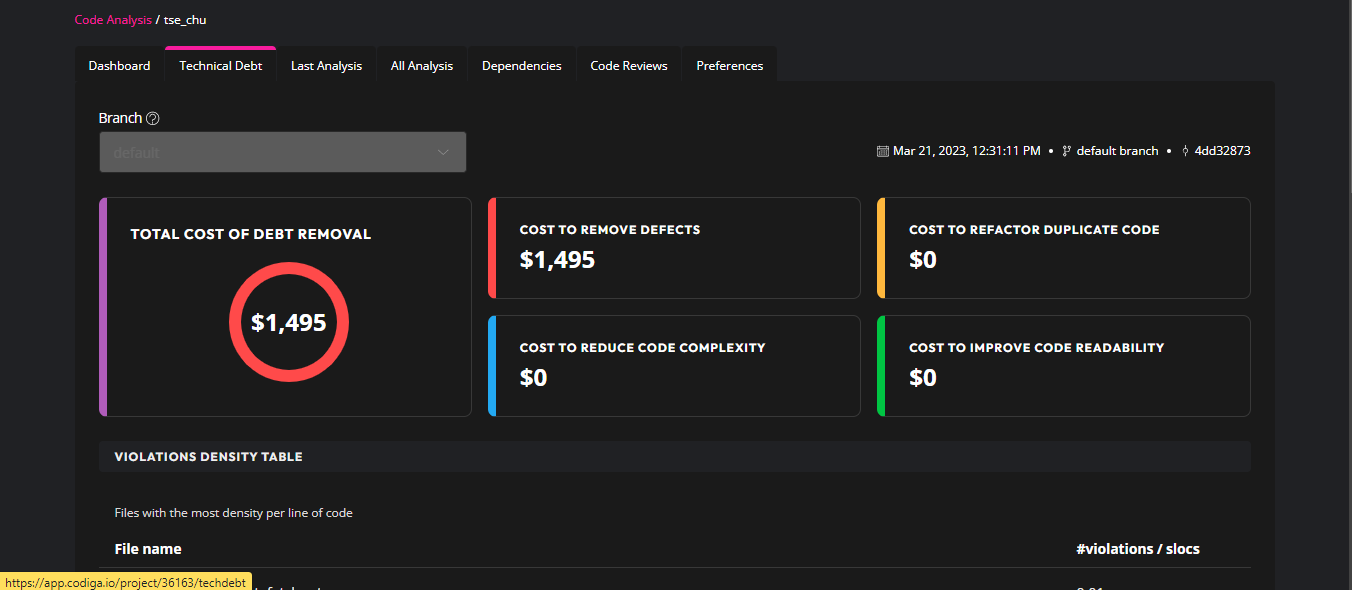 Code Analysis / tse_chu
Dashboard Technical Debt Last Analysis All Analysis Dependencies Code Reviews Preferences
Branch
default
Mar 21, 2023, 12:31:11 PM • default branch • 4dd32873
TOTAL COST OF DEBT REMOVAL
$1,495
COST TO REMOVE DEFECTS
$1,495
COST TO REFACTOR DUPLICATE CODE
$0
COST TO REDUCE CODE COMPLEXITY
$0
COST TO IMPROVE CODE READABILITY
$0
VIOLATIONS DENSITY TABLE
Files with the most density per line of code
File name #violations / slocs
https://app.codiga.io/project/36163/techdebt